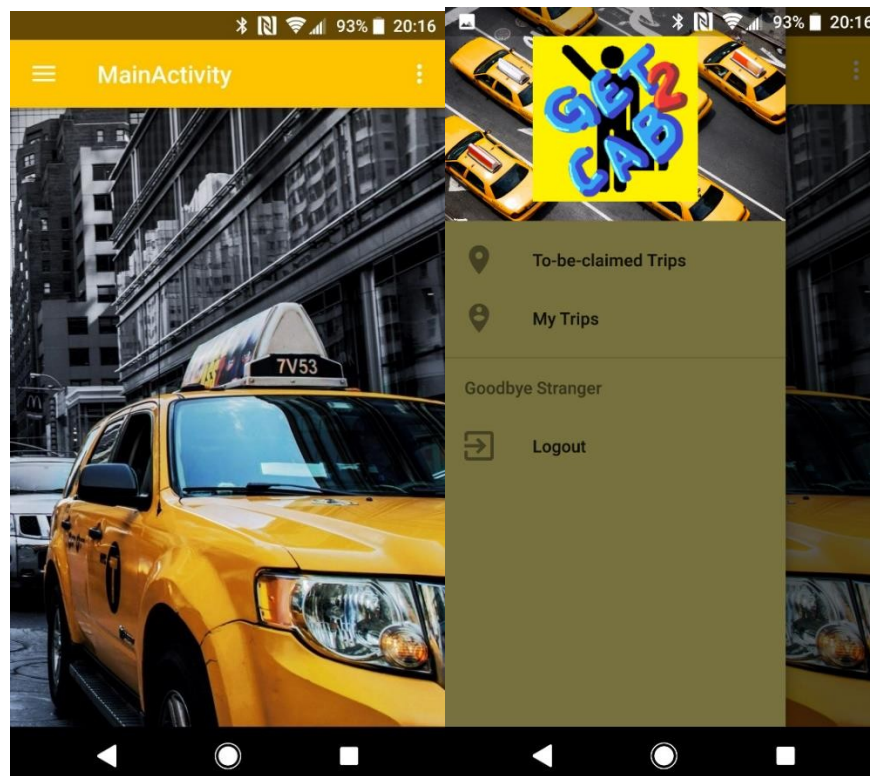 93% 20:16
MainActivity
7V53
T
93% 20:16
GET 2
CAB
To-be-claimed Trips
My Trips
Goodbye Stranger
Logout